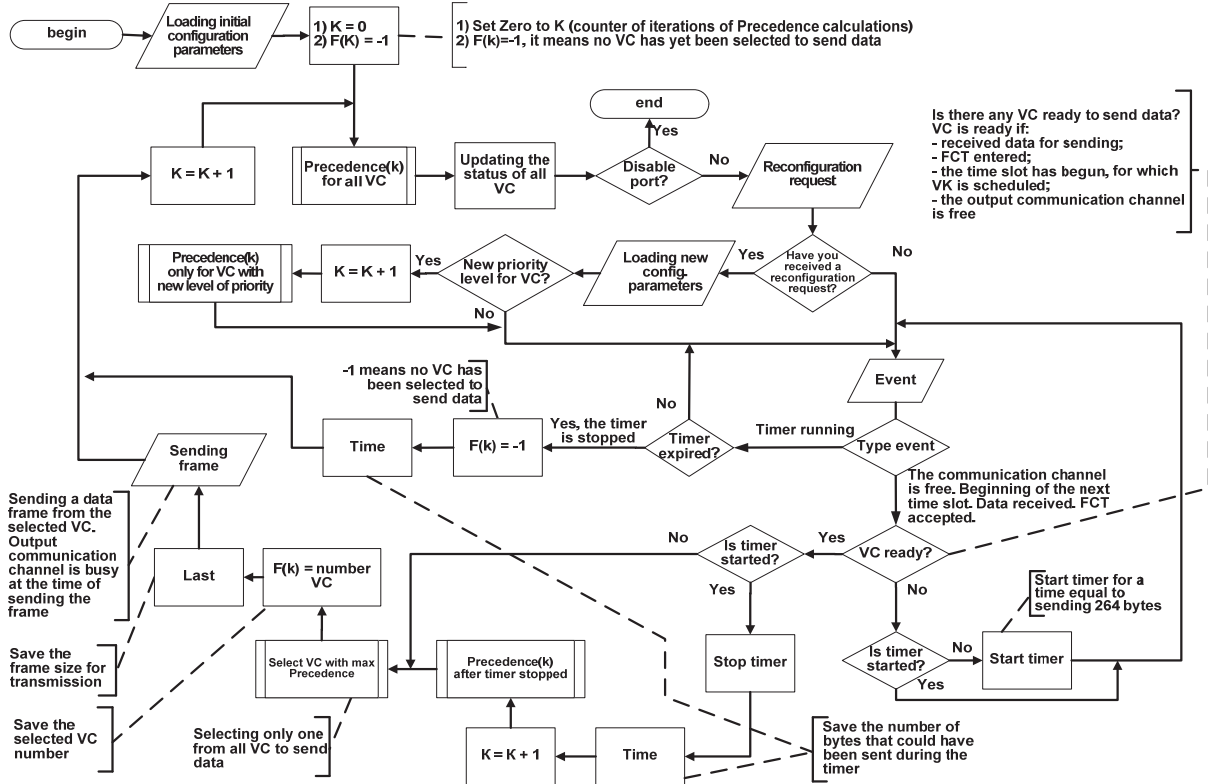 begin
Loading initial
configuration
parameters
1) K = 0
2) F(K) = -1
1) Set Zero to K (counter of iterations of Precedence calculations)
2) F(k)=-1, it means no VC has yet been selected to send data
end
Yes
K = K + 1
Precedence(k)
for all VC
Updating the
status of all
VC
Disable
port?
No
Reconfiguration
request
Is there any VC ready to send data?
VC is ready if:
- received data for sending;
- FCT entered;
- the time slot has begun, for which
VK is scheduled;
- the output communication channel
is free
Precedence(k)
only for VC with
new level of priority
K = K + 1
Yes
New priority
level for VC?
Loading new
config.
parameters
Yes
Have you
received a
reconfiguration
request?
No
No
-1 means no VC has
been selected to
send data
No
Event
Time
F(k) = -1
Yes, the timer
is stopped
Timer
expired?
Timer running
Type event
Sending
frame
The communication channel
is free. Beginning of the next
time slot. Data received. FCT
accepted.
Sending a data
frame from the
selected VC.
Output
communication
channel is busy
at the time of
sending the
frame
Last
F(k) = number
VC
No
Is timer
started?
Yes
VC ready?
Yes
No
Start timer for a
time equal to
sending 264 bytes
Save the
frame size for
transmission
Select VC with max
Precedence
Precedence(k)
after timer stopped
Stop timer
Is timer
started?
No
Start timer
Yes
Save the
selected VC
number
Selecting only one
from all VC to send
data
K = K + 1
Time
Save the number of
bytes that could have
been sent during the
timer